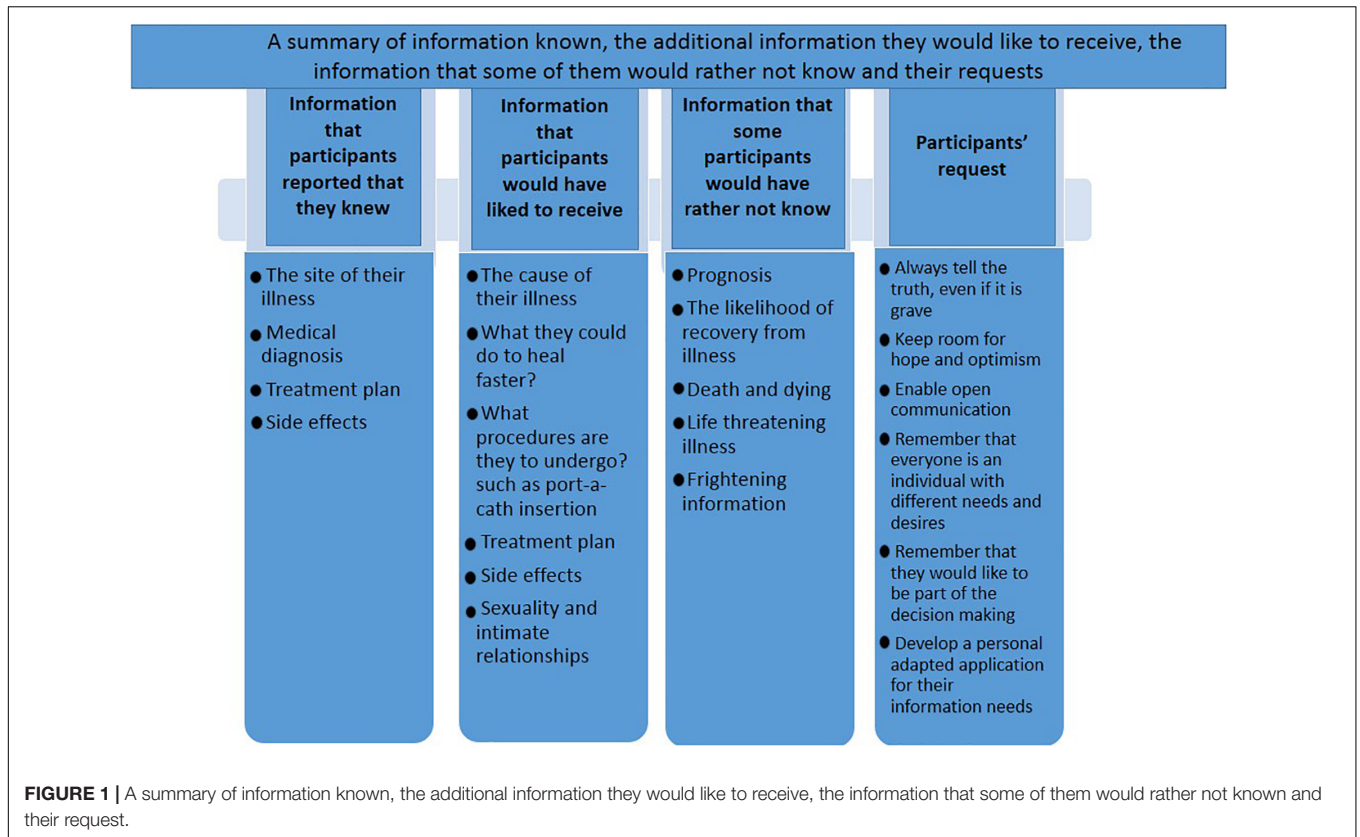 A summary of information known, the additional information they would like to receive, the
information that some of them would rather not know and their requests
Information
that
participants
reported that
they knew
The site of their
illness
Medical
diagnosis
Treatment plan
Side effects
Information
that
participants
would have
liked to receive
The cause of
their illness
What they could
do to heal
faster?
What
procedures are
they to undergo?
such as port-a-
cath insertion
Treatment plan
Side effects
Sexuality and
intimate
relationships
Information that
some
participants
would have
rather not know
Prognosis
The likelihood of
recovery from
illness
Death and dying
Life threatening
illness
Frightening
information
Participants'
request
Always tell the
truth, even if it is
grave
Keep room for
hope and optimism
Enable open
communication
Remember that
everyone is an
individual with
different needs and
desires
Remember that
they would like to
be part of the
decision making
Develop a personal
adapted application
for their
information needs
FIGURE 1 | A summary of information known, the additional information they would like to receive, the information that some of them would rather not known and
their request.